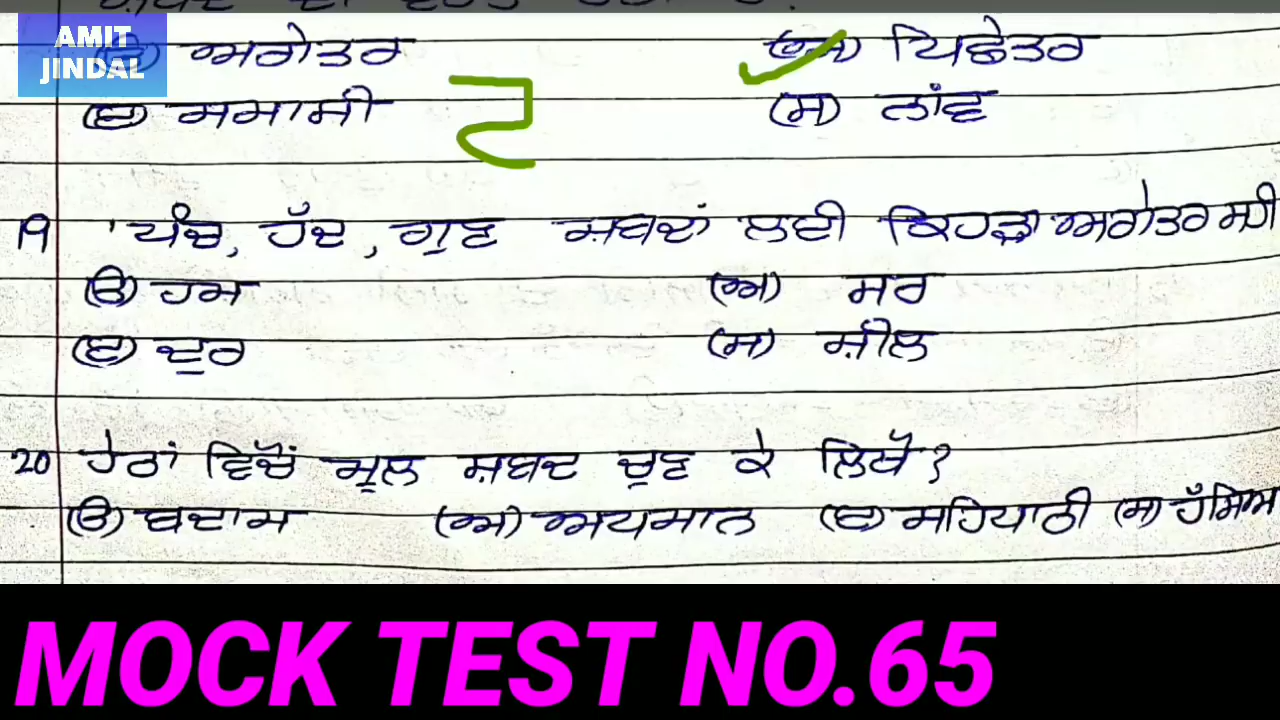 AMIT
JINDAL
ਅਗੇਤਰ (ਅ) ਪਿਛੇਤਰ
(ੲ) ਸਮਾਸੀ (ਸ) ਨਾਂਵ
19 'ਪੰਚ, ਹੱਦ, ਗੁਣ ਸ਼ਬਦਾਂ ਲਈ ਕਿਹੜਾ ਅਗੇਤਰ ਸਹੀ
(ੳ) ਹਮ (ਅ) ਸਰ
(ੲ) ਦੁਰ (ਸ) ਸ਼ੀਲ
20 ਹੇਠਾਂ ਵਿਚੋਂ ਮੂਲ ਸ਼ਬਦ ਚੁਣ ਕੇ ਲਿਖੋ?
(ੳ) ਬਦਾਮ (ਅ) ਅਪਮਾਨ (ੲ) ਸਹਿਪਾਠੀ (ਸ)
MOCK TEST NO.65